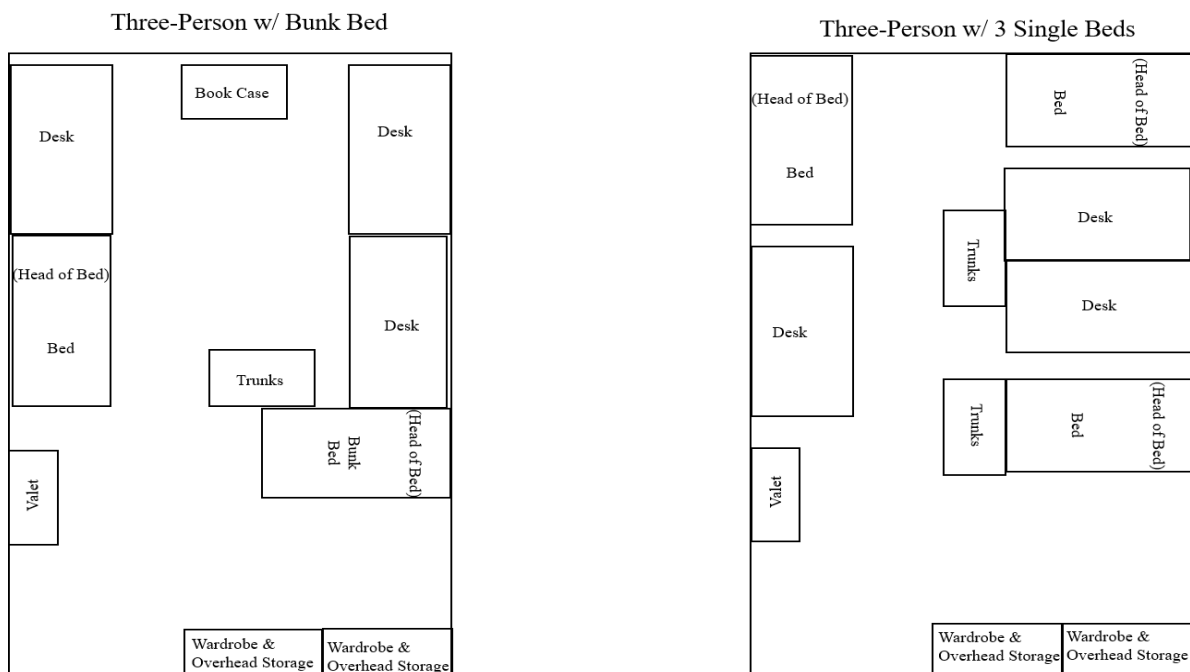 Three-Person w/ Bunk Bed
Book Case
Desk
Desk
(Head of Bed)
Bed
Desk
Trunks
(Head of Bed)
Bunk
Bed
Valet
Wardrobe &
Overhead Storage
Wardrobe &
Overhead Storage
Three-Person w/ 3 Single Beds
(Head of Bed)
Bed
(Head of Bed)
Bed
Desk
Trunks
Desk
Desk
Trunks
Bed
(Head of Bed)
Valet
Wardrobe &
Overhead Storage
Wardrobe &
Overhead Storage